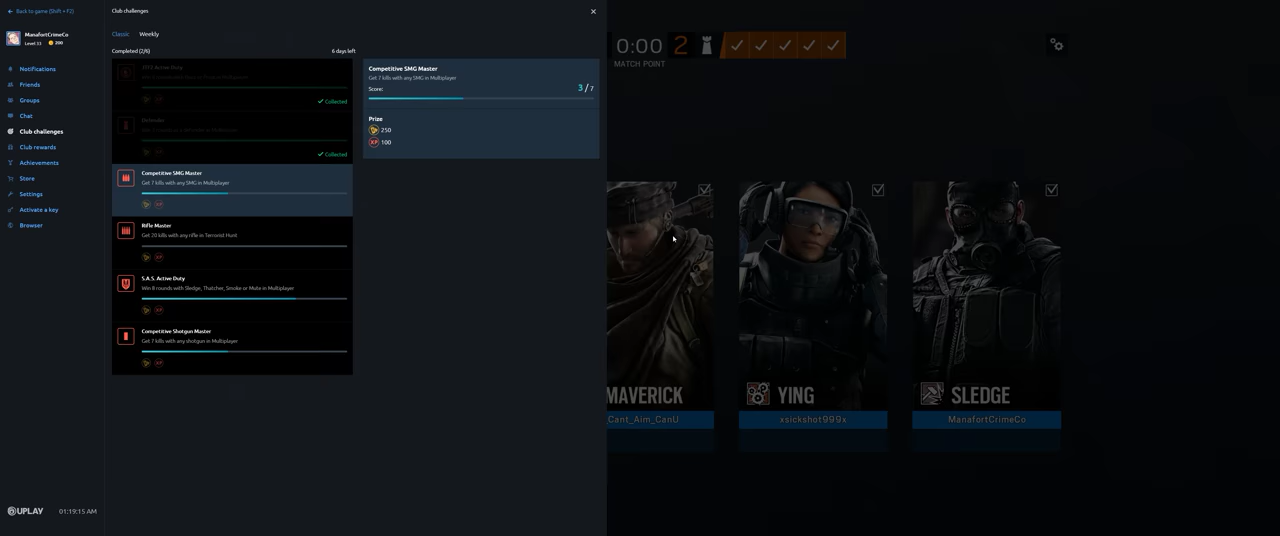 Back to game (Shift + F2)
ManafortCrimeCo
Level 33 200
Notifications
Friends
Groups
Chat
Club challenges
Club rewards
Achievements
Store
Settings
Activate a key
Browser
UPLAY 01:19:15 AM
Club challenges
Classic Weekly
Completed (2/6) 6 days left
Collected
Defender
Collected
Competitive SMG Master
Get 7 kills with any SMG in Multiplayer
XP
Rifle Master
Get 20 kills with any rifle in Terrorist Hunt
XP
S.A.S. Active Duty
Win 8 rounds with Sledge, Thatcher, Smoke or Mute in Multiplayer
XP
Competitive Shotgun Master
Get 7 kills with any shotgun in Multiplayer
XP
Competitive SMG Master
Get 7 kills with any SMG in Multiplayer
Score: 3 / 7
Prize
250
XP 100
0:00 2
MATCH POINT
MAVERICK
_Cant_Aim_CanU
YING
xsickshot999x
SLEDGE
ManafortCrimeCo